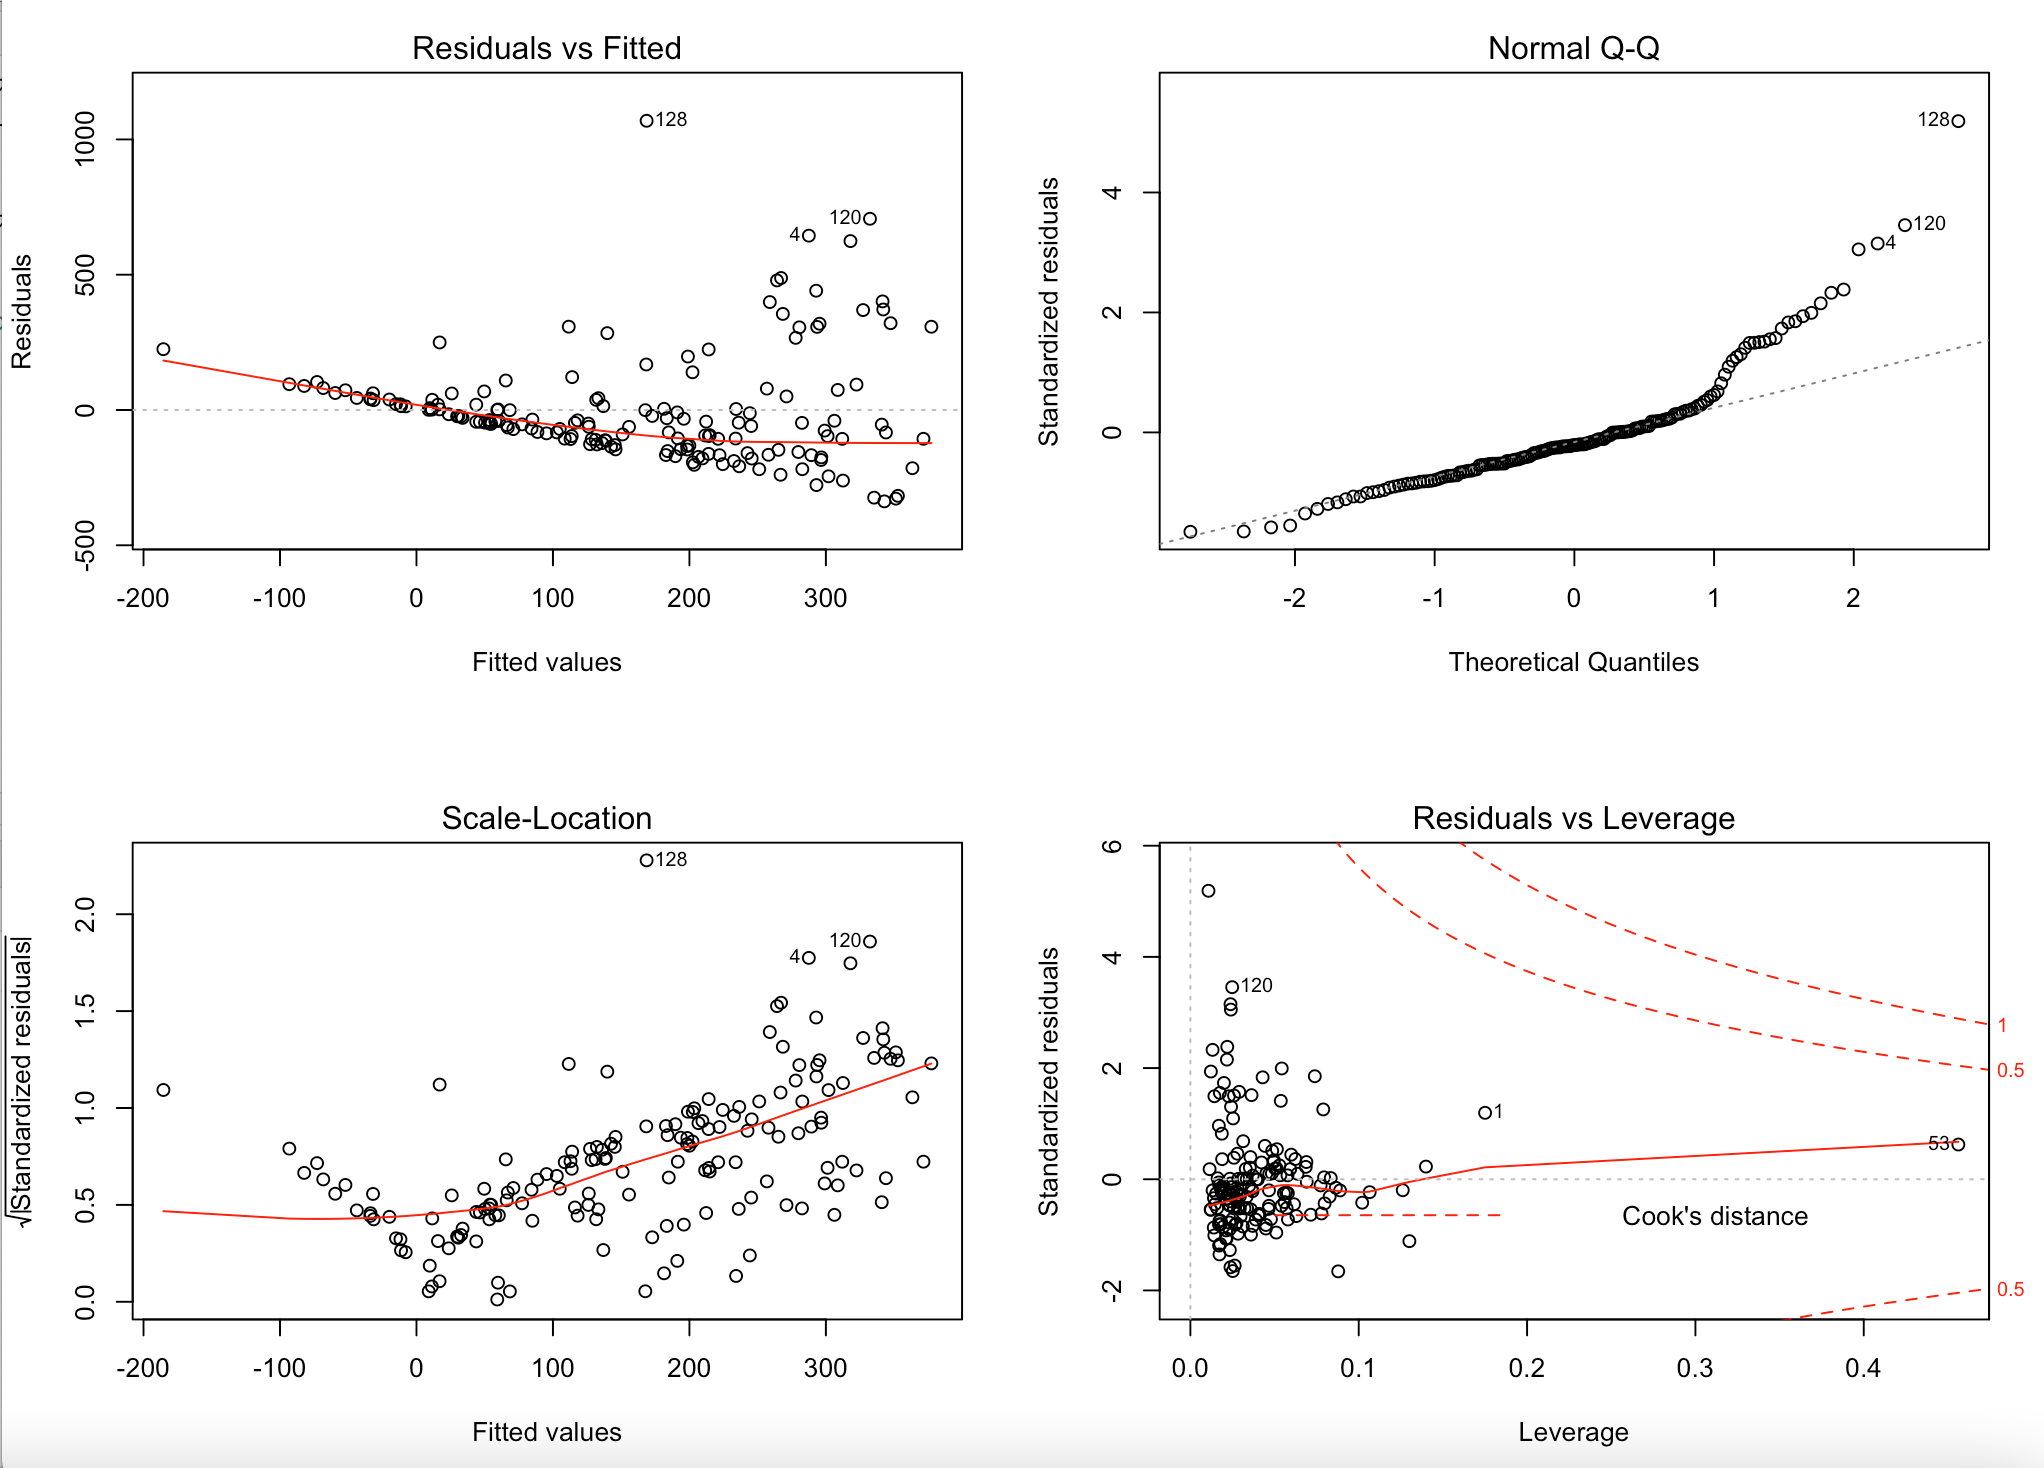 Residuals vs Fitted
Residuals
1000
500
0
-500
128
120
4
-200 -100 0 100 200 300
Fitted values
Normal Q-Q
Standardized residuals
4
2
0
128
120
4
-2 -1 0 1 2
Theoretical Quantiles
Scale-Location
√|Standardized residuals|
2.0
1.5
1.0
0.5
0.0
128
120
4
-200 -100 0 100 200 300
Fitted values
Residuals vs Leverage
Standardized residuals
6
4
2
0
-2
120
1
53
1
0.5
0.5
Cook's distance
0.0 0.1 0.2 0.3 0.4
Leverage